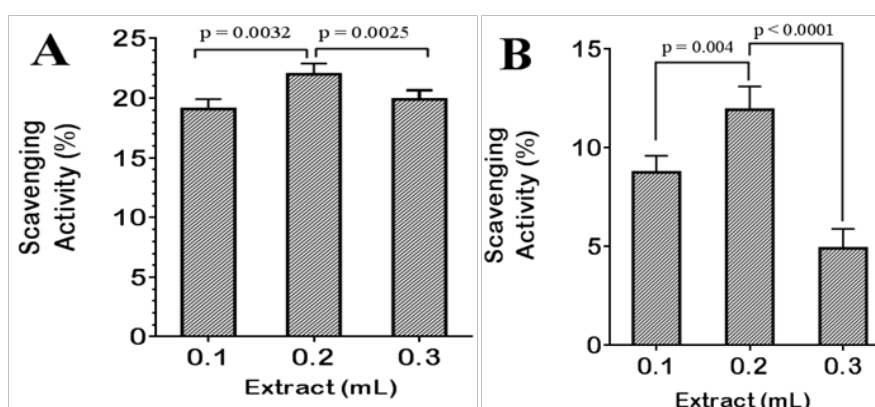 A
p = 0.0032
p = 0.0025
25
20
15
10
5
0
Scavenging
Activity (%)
0.1
0.2
0.3
Extract (mL)
B
p = 0.004
p < 0.0001
15
10
5
0
Scavenging
Activity (%)
0.1
0.2
0.3
Extract (mL)